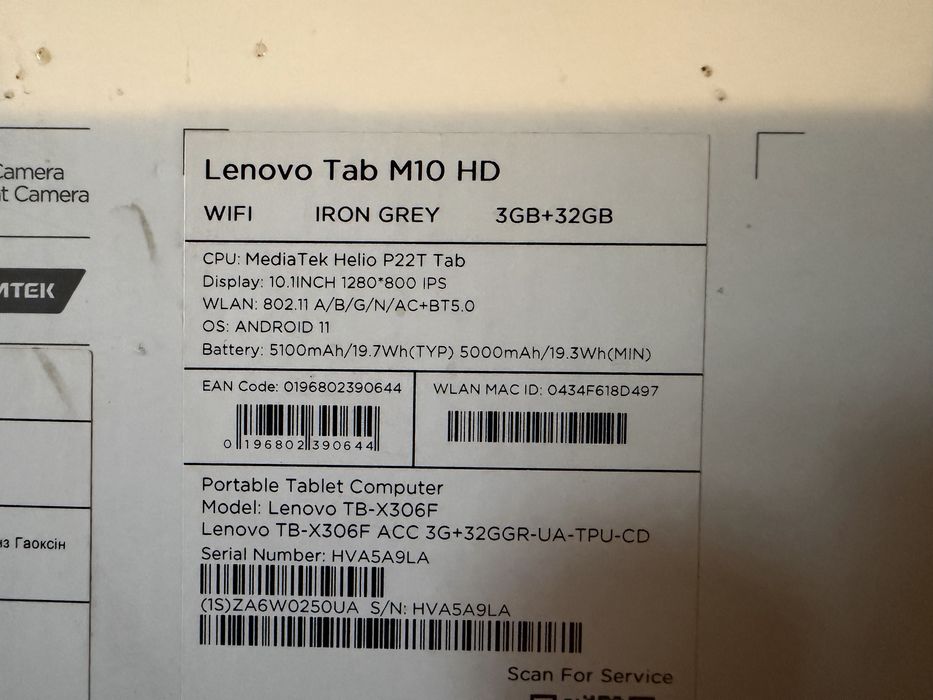 Camera
t Camera
MTEK
нз Гаоксін
Lenovo Tab M10 HD
WIFI IRON GREY 3GB+32GB
CPU: MediaTek Helio P22T Tab
Display: 10.1INCH 1280*800 IPS
WLAN: 802.11 A/B/G/N/AC+BT5.0
OS: ANDROID 11
Battery: 5100mAh/19.7Wh(TYP) 5000mAh/19.3Wh(MIN)
EAN Code: 0196802390644
0 196802 390644
WLAN MAC ID: 0434F618D497
Portable Tablet Computer
Model: Lenovo TB-X306F
Lenovo TB-X306F ACC 3G+32GGR-UA-TPU-CD
Serial Number: HVA5A9LA
(1S)ZA6W0250UA S/N: HVA5A9LA
Scan For Service